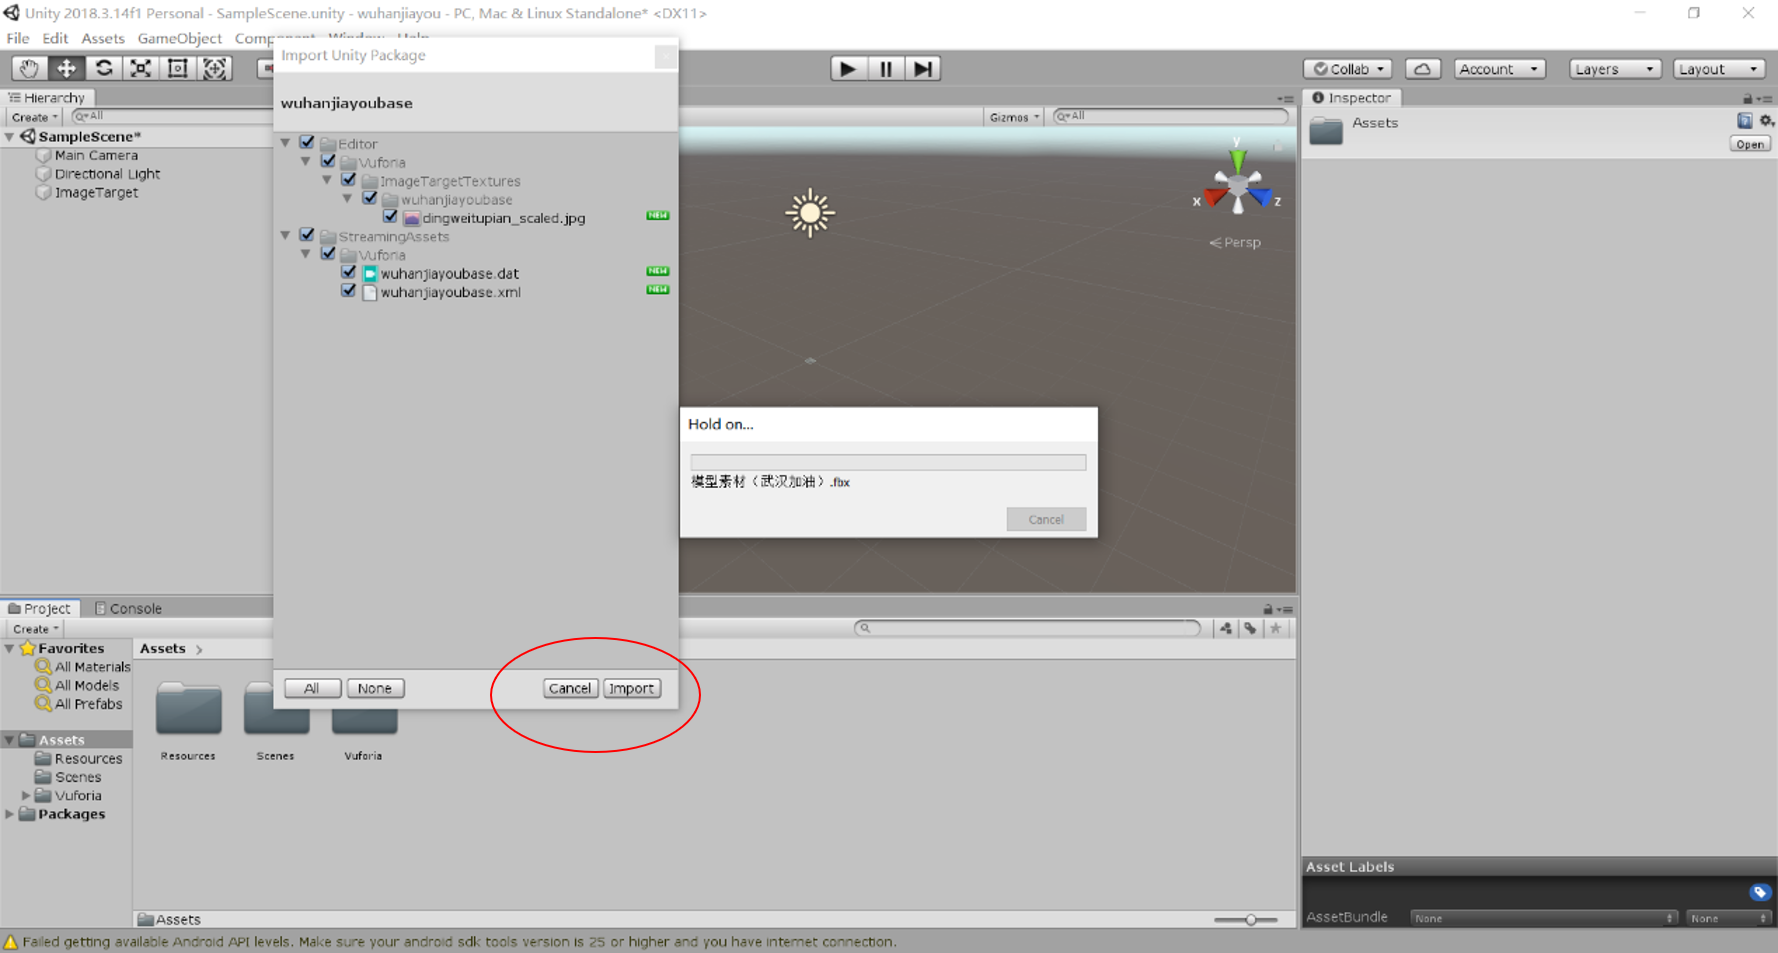 Unity 2018.3.14f1 Personal - SampleScene.unity - wuhanjiayou - PC, Mac & Linux Standalone* <DX11>
File Edit Assets GameObject
Import Unity Package
Collab Account Layers Layout
Hierarchy
Inspector
wuhanjiayoubase
Create All
Gizmos All
Assets
Open
SampleScene*
Main Camera
Directional Light
ImageTarget
Editor
Vuforia
ImageTargetTextures
wuhanjiayoubase
dingweitupian_scaled.jpg NEW
StreamingAssets
Vuforia
wuhanjiayoubase.dat NEW
wuhanjiayoubase.xml NEW
y
x z
Persp
Hold on...
模型素材（武汉加油）.fbx
Cancel
Project Console
Create
Favorites
All Materials
All Models
All Prefabs
Assets
Resources
Scenes
Vuforia
Packages
Assets
All None Cancel Import
Resources Scenes Vuforia
Assets
Asset Labels
AssetBundle None None
Failed getting available Android API levels. Make sure your android sdk tools version is 25 or higher and you have internet connection.